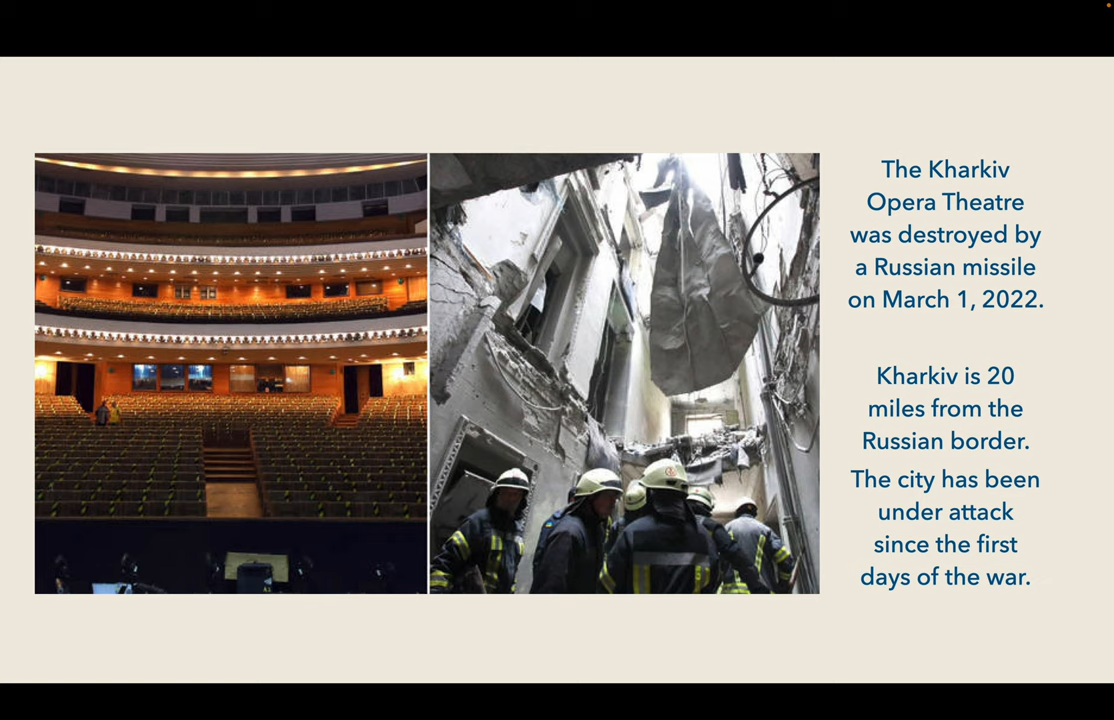 The Kharkiv
Opera Theatre
was destroyed by
a Russian missile
on March 1, 2022.
Kharkiv is 20
miles from the
Russian border.
The city has been
under attack
since the first
days of the war.